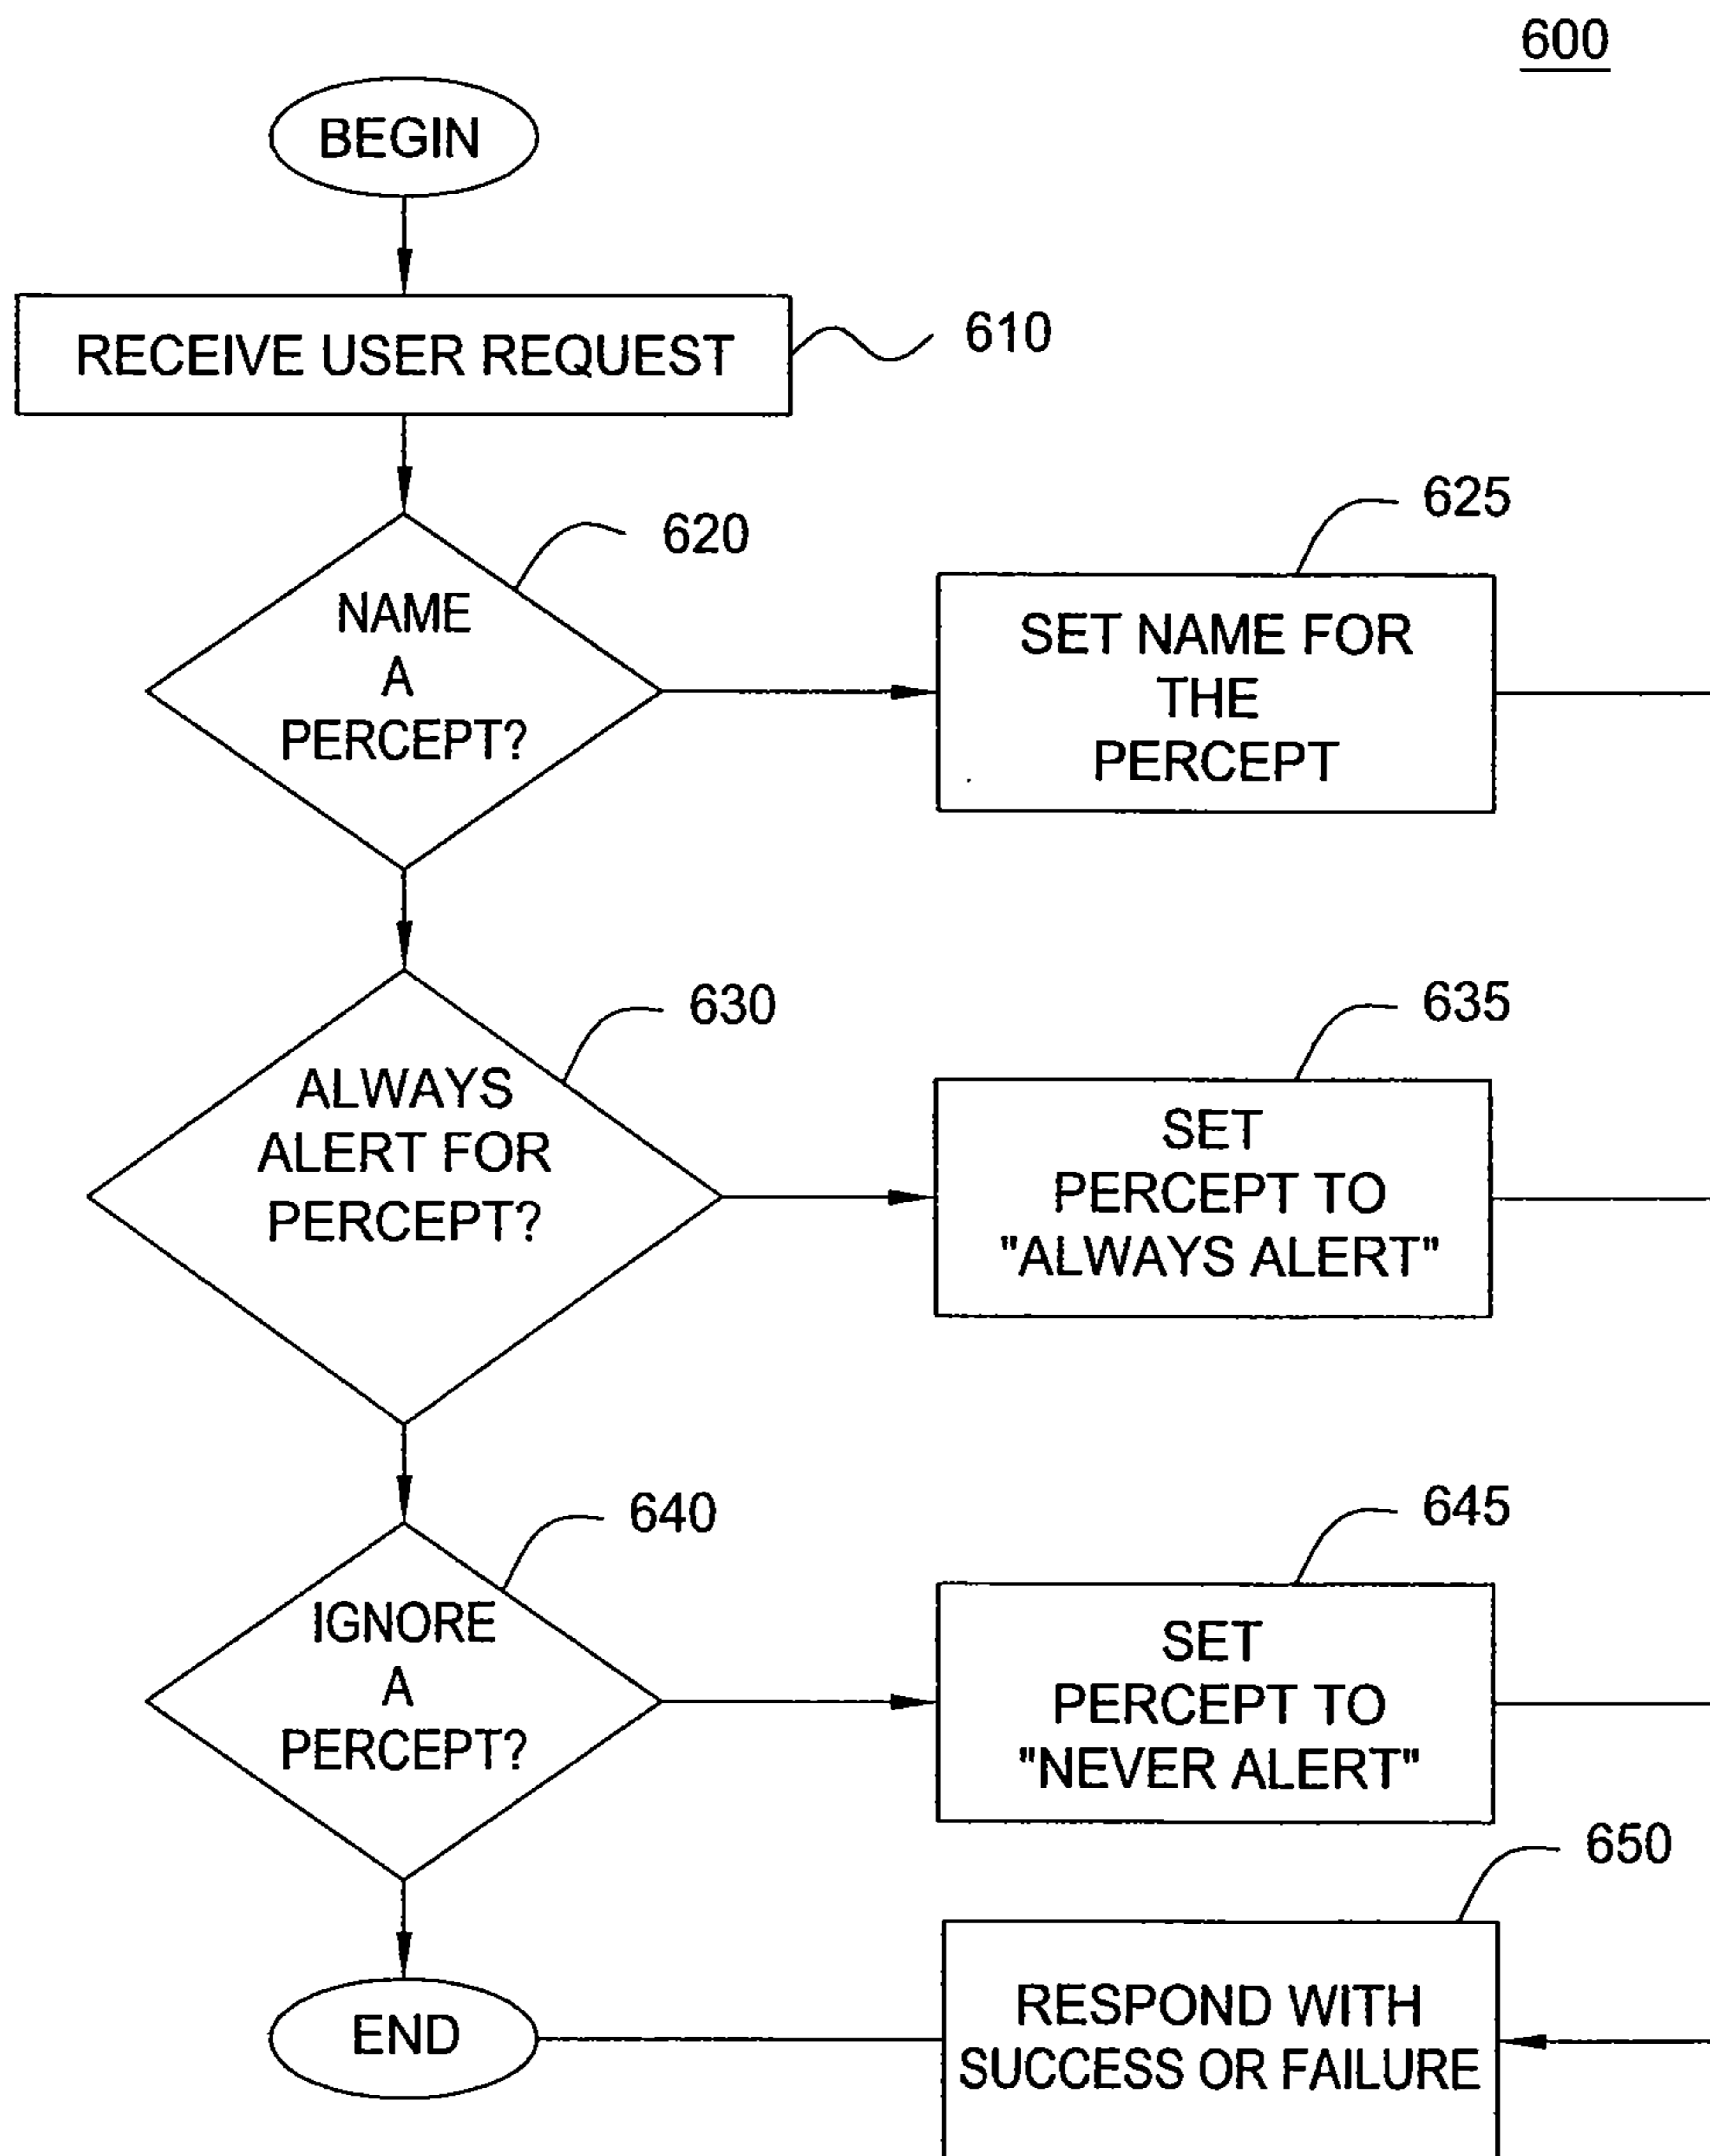 600
BEGIN
RECEIVE USER REQUEST
610
620
NAME
A
PERCEPT?
625
SET NAME FOR
THE
PERCEPT
630
ALWAYS
ALERT FOR
PERCEPT?
635
SET
PERCEPT TO
"ALWAYS ALERT"
640
IGNORE
A
PERCEPT?
645
SET
PERCEPT TO
"NEVER ALERT"
650
END
RESPOND WITH
SUCCESS OR FAILURE